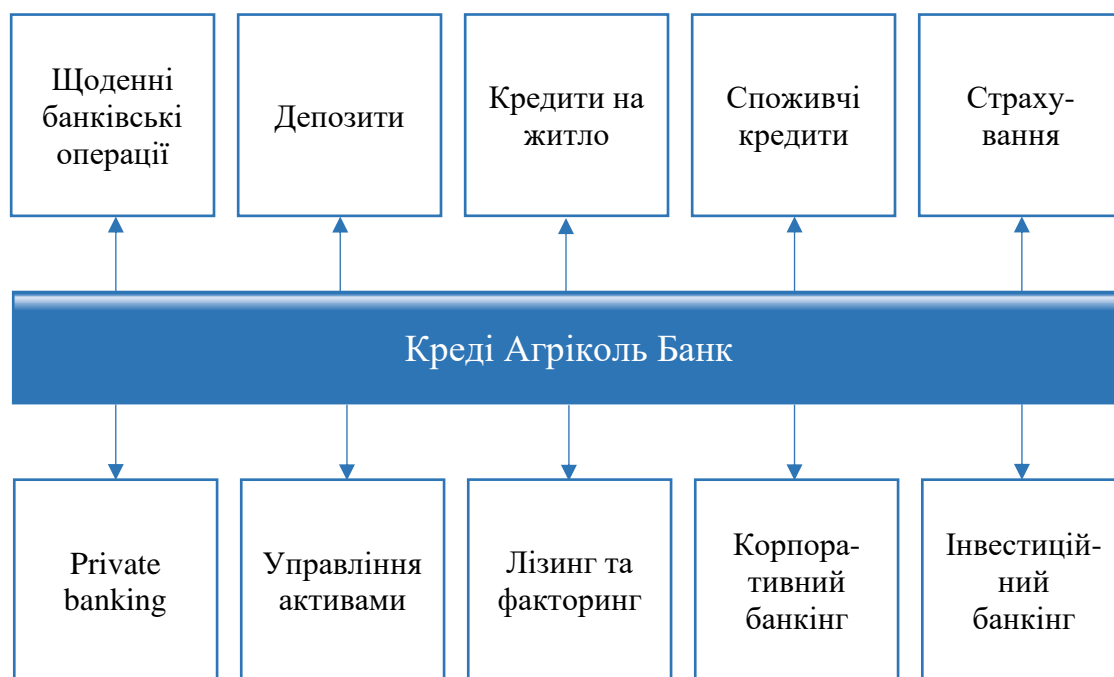 Щоденні
банківські
операції
Депозити
Кредити на
житло
Споживчі
кредити
Страху-
вання
Креді Агріколь Банк
Private
banking
Управління
активами
Лізинг та
факторинг
Корпора-
тивний
банкінг
Інвестицій-
ний
банкінг